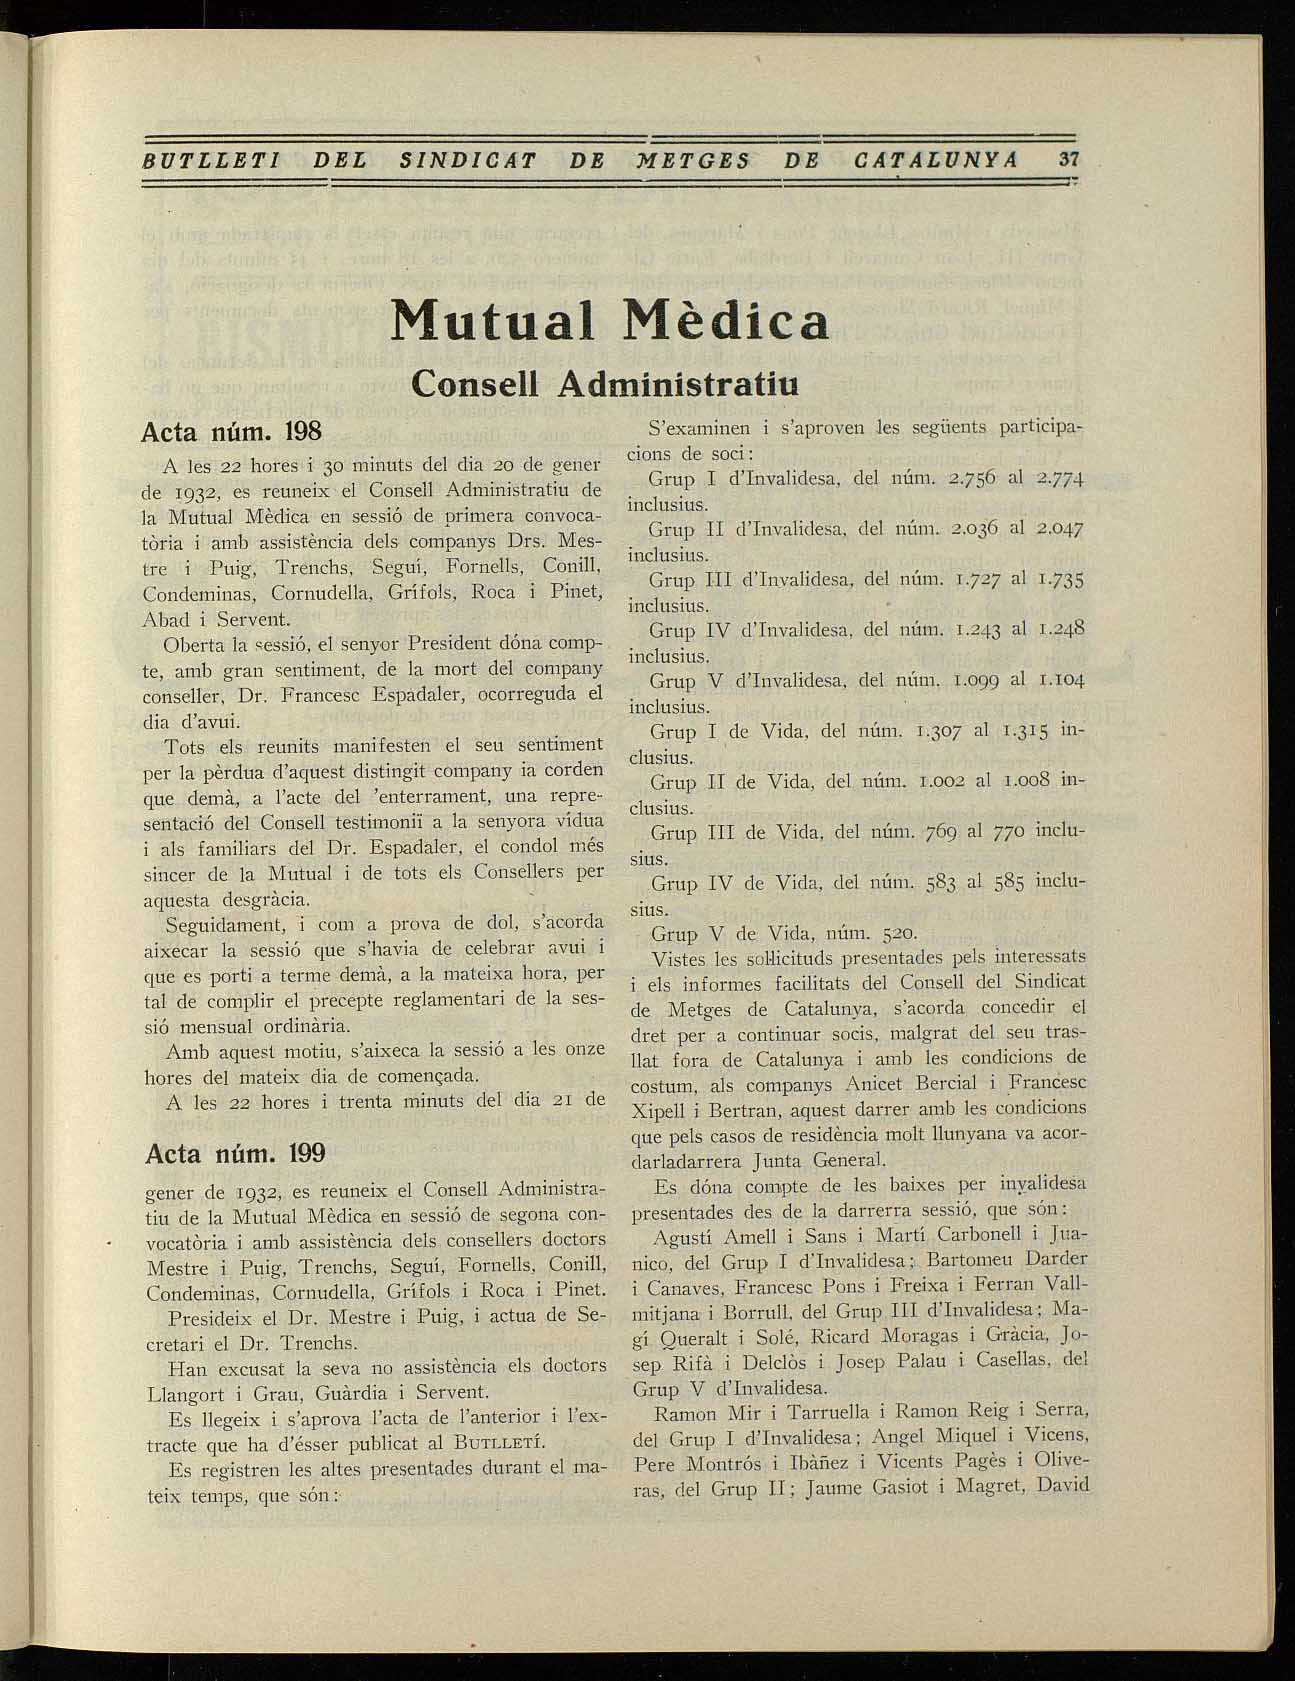 BUTLLETI DEL SINDICAT DE METGES DE CATALUNYA 37
Mutual Mèdica
Consell Administratiu
Acta núm. 198
A les 22 hores i 30 minuts del dia 20 de gener
de 1932, es reuneix el Consell Administratiu de
la Mutual Mèdica en sessió de primera convoca-
tòria i amb assistència dels companys Drs. Mes-
tre i Puig, Trenchs, Seguí, Fornells, Conill,
Condeminas, Cornudella, Grífols, Roca i Pinet,
Abad i Servent.
Oberta la sessió, el senyor President dóna comp-
te, amb gran sentiment, de la mort del company
conseller, Dr. Francesc Espadaler, ocorreguda el
dia d'avui.
Tots els reunits manifesten el seu sentiment
per la pèrdua d'aquest distingit company ia corden
que demà, a l'acte del 'enterrament, una repre-
sentació del Consell testimoniï a la senyora vídua
i als familiars del Dr. Espadaler, el condol més
sincer de la Mutual i de tots els Consellers per
aquesta desgràcia.
Seguidament, i com a prova de dol, s'acorda
aixecar la sessió que s'havia de celebrar avui i
que es porti a terme demà, a la mateixa hora, per
tal de complir el precepte reglamentari de la ses-
sió mensual ordinària.
Amb aquest motiu, s'aixeca la sessió a les onze
hores del mateix dia de començada.
A les 22 hores i trenta minuts del dia 21 de
Acta núm. 199
gener de 1932, es reuneix el Consell Administra-
tiu de la Mutual Mèdica en sessió de segona con-
vocatòria i amb assistència dels consellers doctors
Mestre i Puig, Trenchs, Seguí, Fornells, Conill,
Condeminas, Cornudella, Grífols i Roca i Pinet.
Presideix el Dr. Mestre i Puig, i actua de Se-
cretari el Dr. Trenchs.
Han excusat la seva no assistència els doctors
Llangort i Grau, Guàrdia i Servent.
Es llegeix i s'aprova l'acta de l'anterior i l'ex-
tracte que ha d'ésser publicat al BUTLLETÍ.
Es registren les altes presentades durant el ma-
teix temps, que són:
S'examinen i s'aproven les següents participa-
cions de soci:
Grup I d'Invalidesa, del núm. 2.756 al 2.774
inclusius.
Grup II d'Invalidesa, del núm. 2.036 al 2.047
inclusius.
Grup III d'Invalidesa, del núm. 1.727 al 1.735
inclusius.
Grup IV d'Invalidesa, del núm. 1.243 al 1.248
inclusius.
Grup V d'Invalidesa, del núm. 1.099 al 1.104
inclusius.
Grup I de Vida, del núm. 1.307 al 1.315 in-
clusius.
Grup II de Vida, del núm. 1.002 al 1.008 in-
clusius.
Grup III de Vida, del núm. 769 al 770 inclu-
sius.
Grup IV de Vida, del núm. 583 al 585 inclu-
sius.
Grup V de Vida, núm. 520.
Vistes les sol·licituds presentades pels interessats
i els informes facilitats del Consell del Sindicat
de Metges de Catalunya, s'acorda concedir el
dret per a continuar socis, malgrat del seu tras-
llat fora de Catalunya i amb les condicions de
costum, als companys Anicet Bercial i Francesc
Xipell i Bertran, aquest darrer amb les condicions
que pels casos de residència molt llunyana va acor-
darladarrera Junta General.
Es dóna compte de les baixes per invalidesa
presentades des de la darrerra sessió, que són:
Agustí Amell i Sans i Martí Carbonell i Jua-
nico, del Grup I d'Invalidesa; Bartomeu Darder
i Canaves, Francesc Pons i Freixa i Ferran Vall-
mitjana i Borrull, del Grup III d'Invalidesa; Ma-
gí Queralt i Solé, Ricard Moragas i Gràcia, Jo-
sep Rifà i Delclòs i Josep Palau i Casellas, del
Grup V d'Invalidesa.
Ramon Mir i Tarruella i Ramon Reig i Serra,
del Grup I d'Invalidesa; Angel Miquel i Vicens,
Pere Montrós i Ibàñez i Vicents Pagès i Olive-
ras, del Grup II; Jaume Gasiot i Magret, David